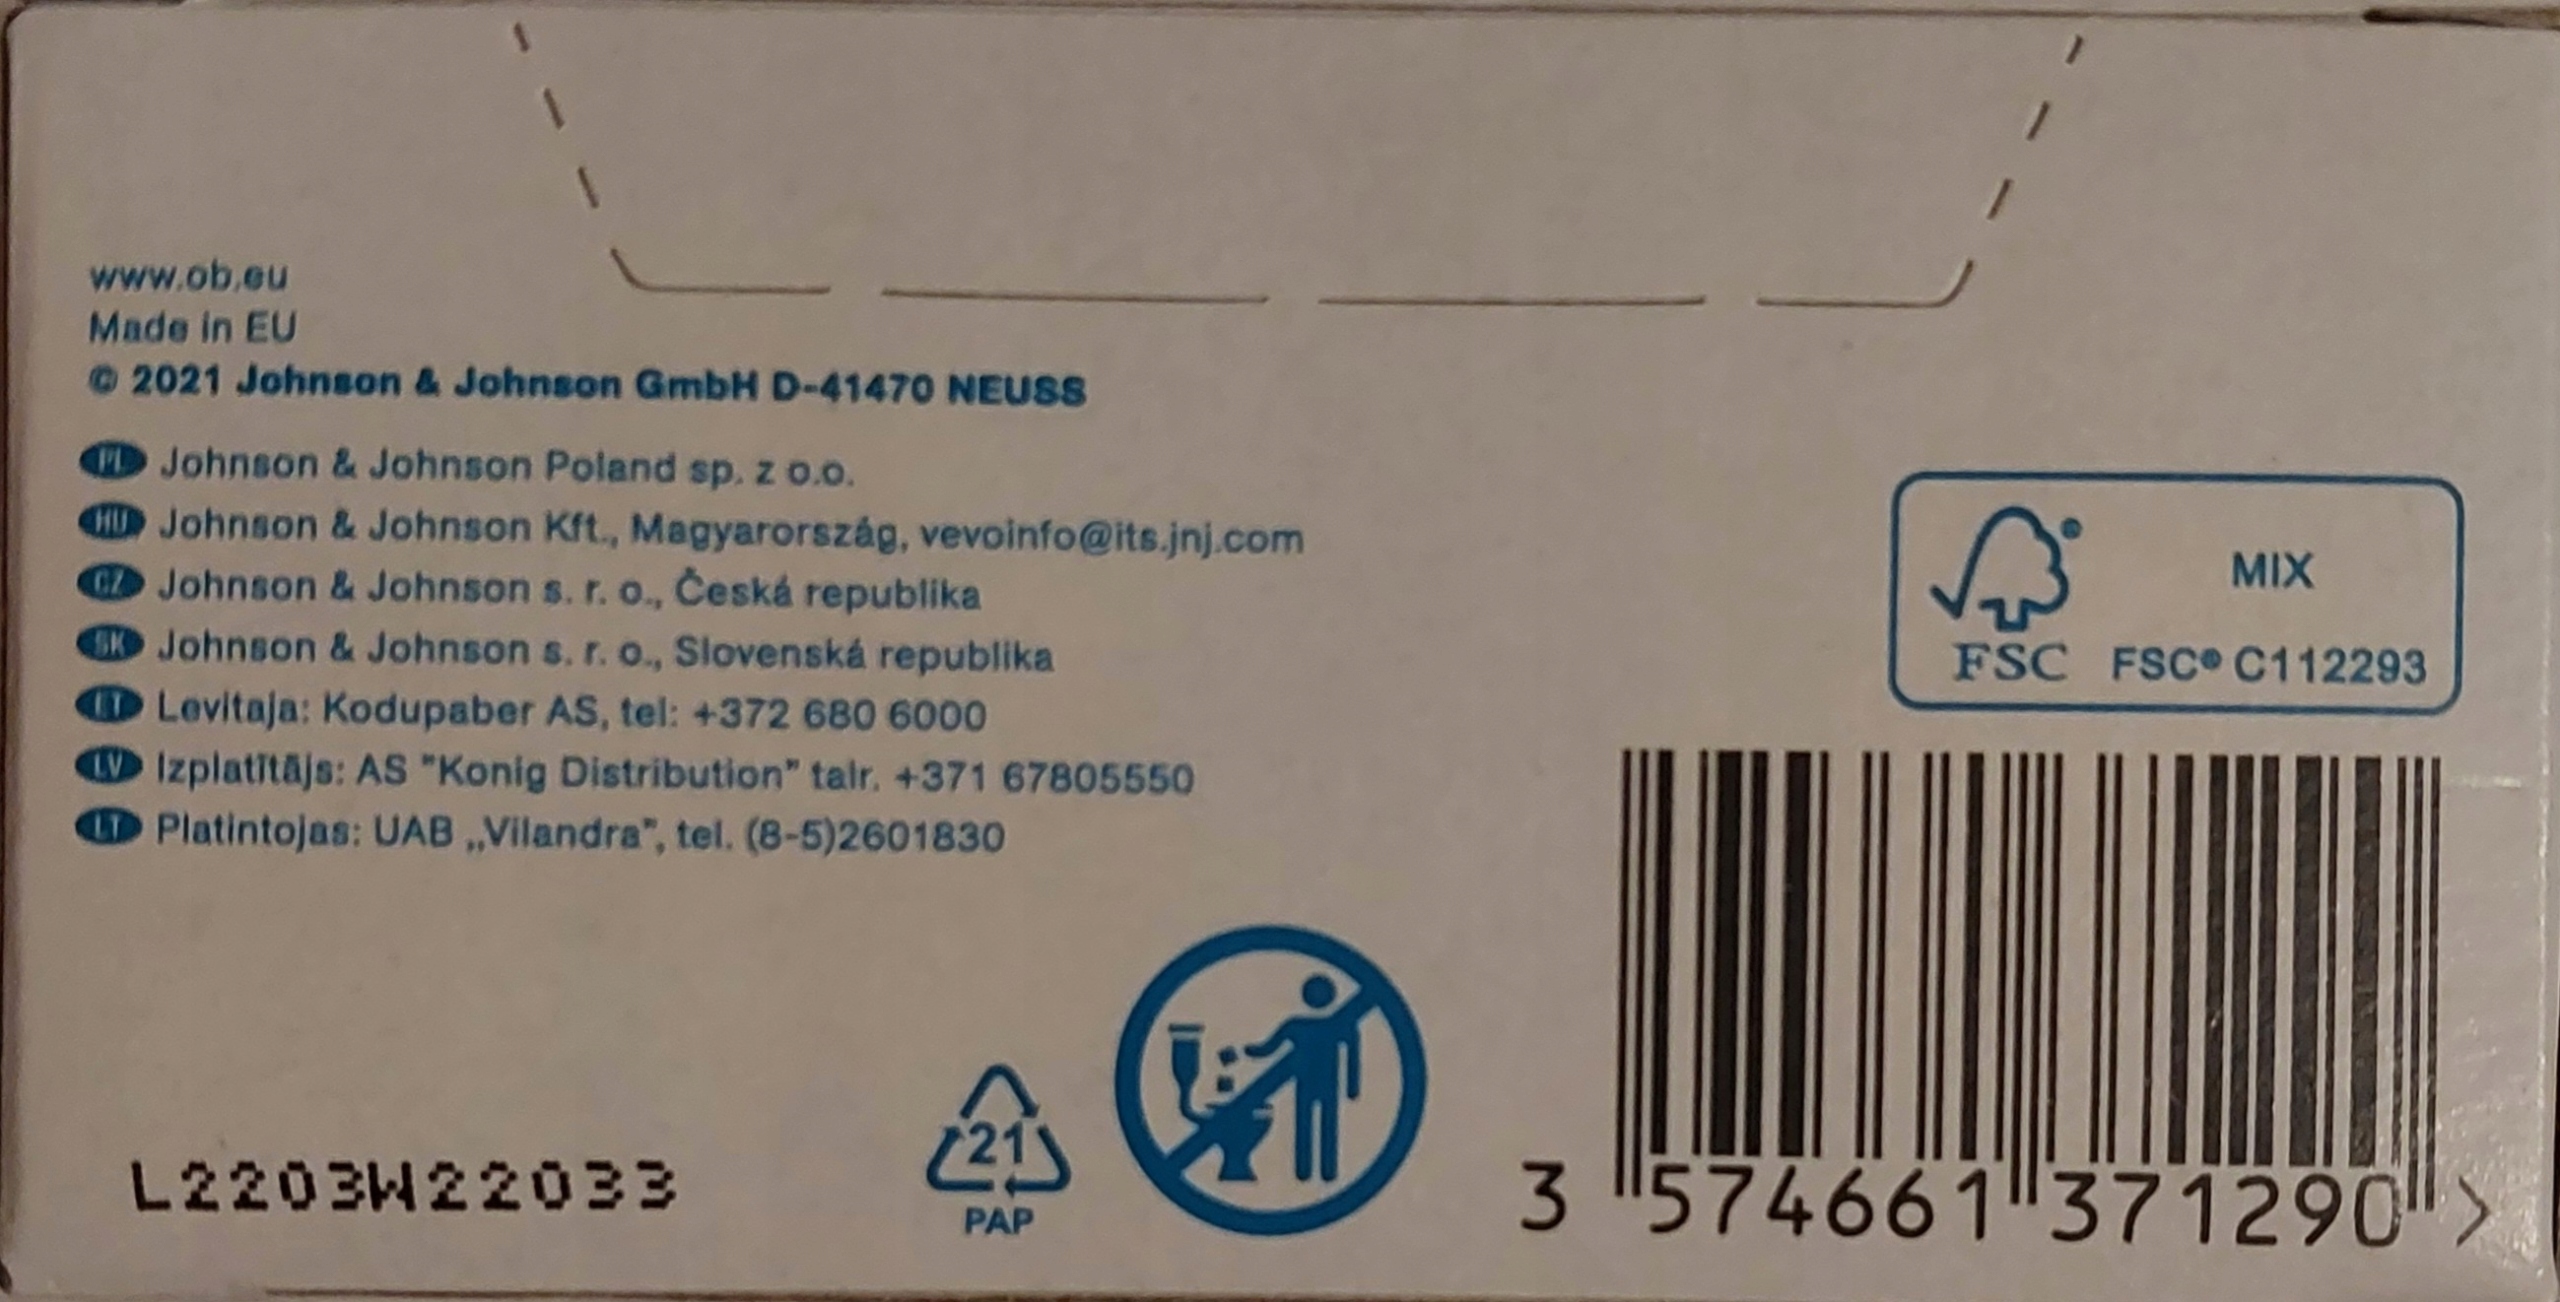 www.ob.eu
Made in EU
© 2021 Johnson & Johnson GmbH D-41470 NEUSS
PL Johnson & Johnson Poland sp. z o.o.
HU Johnson & Johnson Kft., Magyarország, vevoinfo@its.jnj.com
CZ Johnson & Johnson s. r. o., Česká republika
SK Johnson & Johnson s. r. o., Slovenská republika
Levitaja: Kodupaber AS, tel: +372 680 6000
LV Izplatītājs: AS "Konig Distribution" talr. +371 67805550
LT Platintojas: UAB „Vilandra”, tel. (8-5)2601830
MIX
FSC FSC® C112293
L2203W22033
21
PAP
3 574661 371290 >